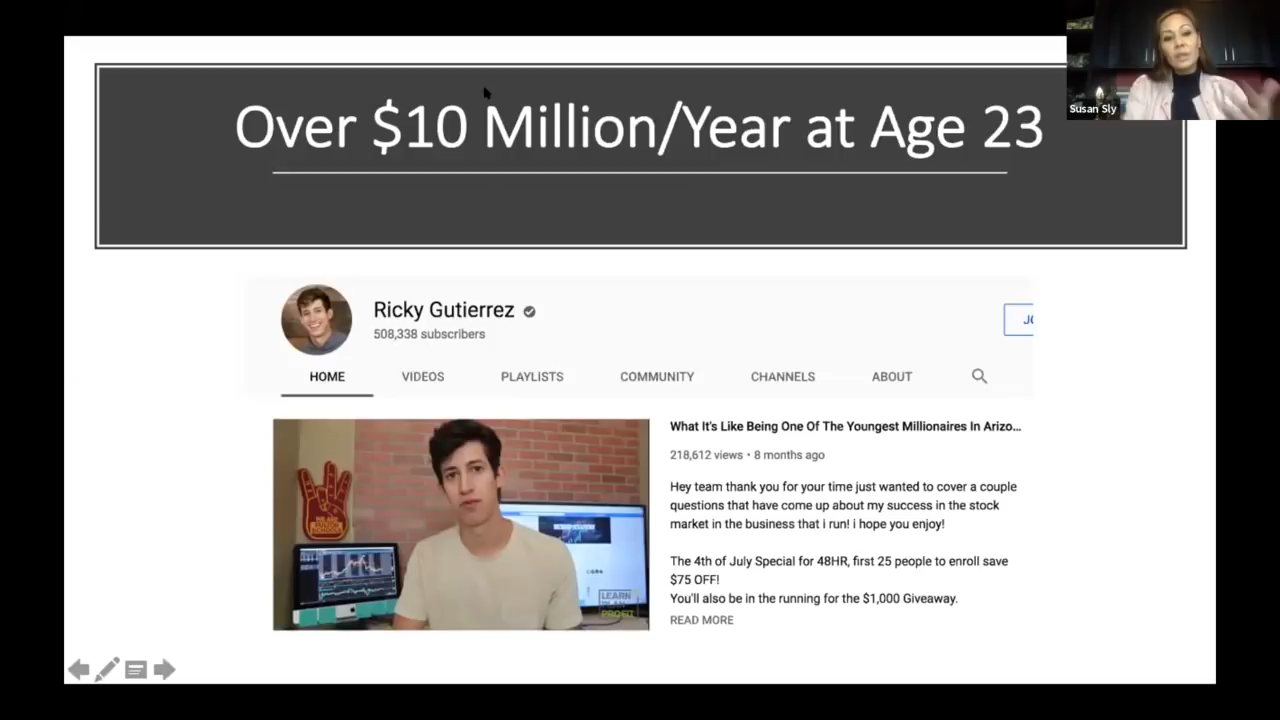 Over $10 Million/Year at Age 23
Susan Sly
Ricky Gutierrez
508,338 subscribers
HOME VIDEOS PLAYLISTS COMMUNITY CHANNELS ABOUT
What It's Like Being One Of The Youngest Millionaires In Arizo...
218,612 views • 8 months ago
Hey team thank you for your time just wanted to cover a couple
questions that have come up about my success in the stock
market in the business that i run! i hope you enjoy!
The 4th of July Special for 48HR, first 25 people to enroll save
$75 OFF!
You'll also be in the running for the $1,000 Giveaway.
READ MORE
LEARN
PLAN
PROFIT